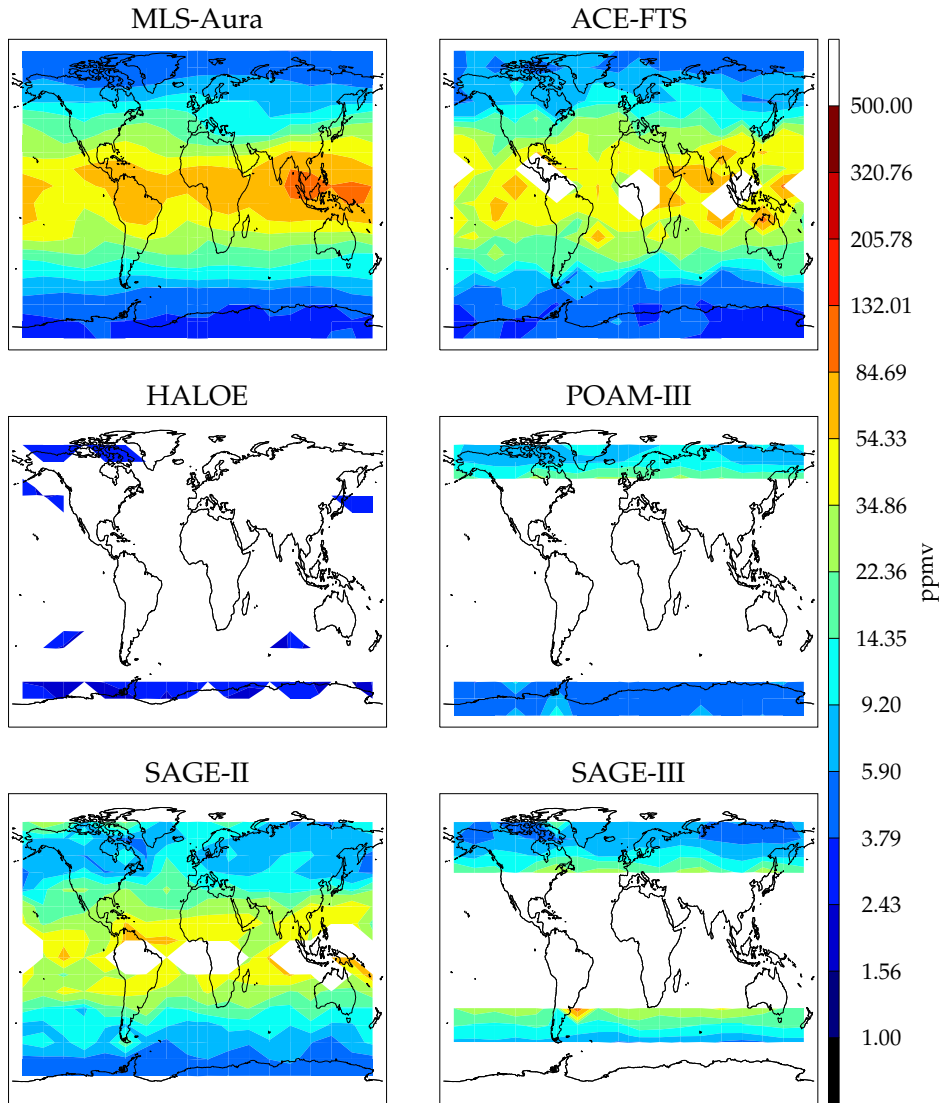 MLS-Aura
ACE-FTS
HALOE
POAM-III
SAGE-II
SAGE-III
500.00
320.76
205.78
132.01
84.69
54.33
34.86
22.36
14.35
9.20
5.90
3.79
2.43
1.56
1.00
ppmv